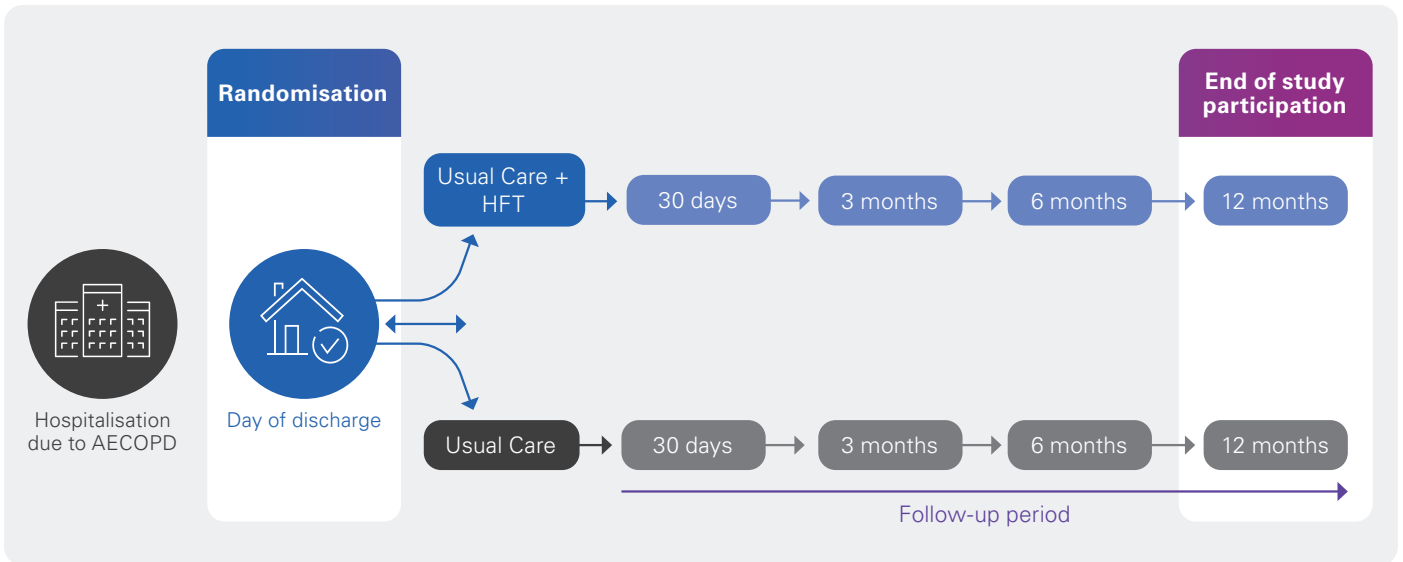 Randomisation
End of study
participation
Usual Care +
HFT
30 days
3 months
6 months
12 months
Hospitalisation
due to AECOPD
Day of discharge
Usual Care
30 days
3 months
6 months
12 months
Follow-up period